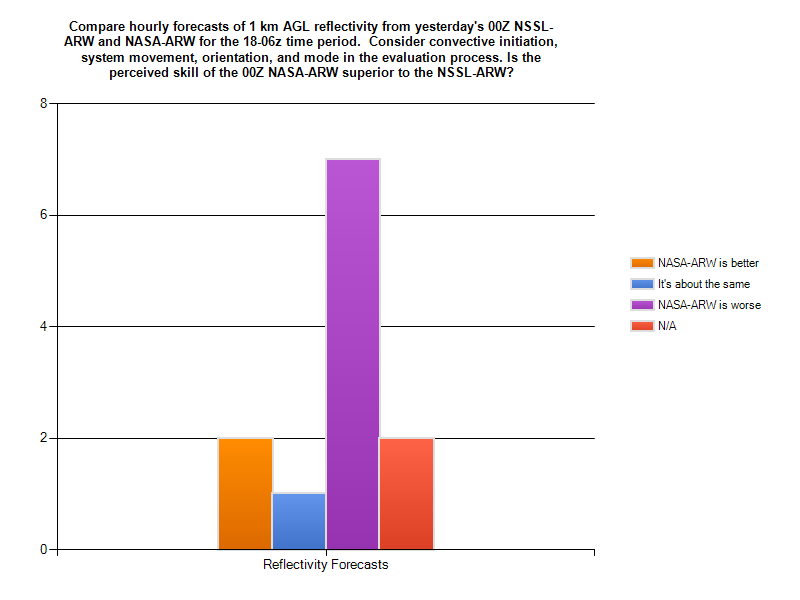 Compare hourly forecasts of 1 km AGL reflectivity from yesterday's 00Z NSSL-
ARW and NASA-ARW for the 18-06z time period.  Consider convective initiation,
system movement, orientation, and mode in the evaluation process. Is the
perceived skill of the 00Z NASA-ARW superior to the NSSL-ARW?
8
6
4
2
0
Reflectivity Forecasts
NASA-ARW is better
It's about the same
NASA-ARW is worse
N/A